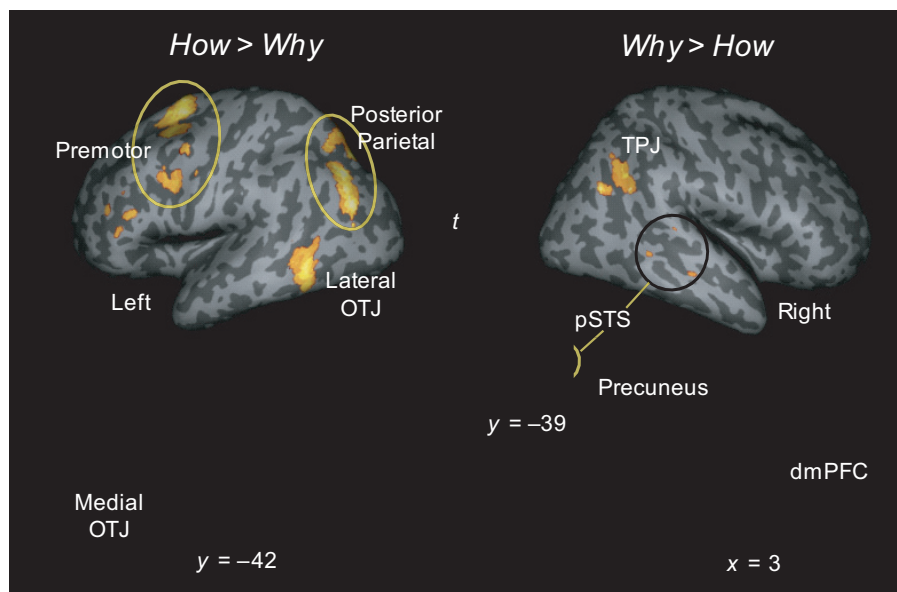 How > Why
Why > How
Posterior
Parietal
Premotor
TPJ
t
Lateral
OTJ
Left
Right
pSTS
Precuneus
y = –39
dmPFC
Medial
OTJ
y = –42
x = 3